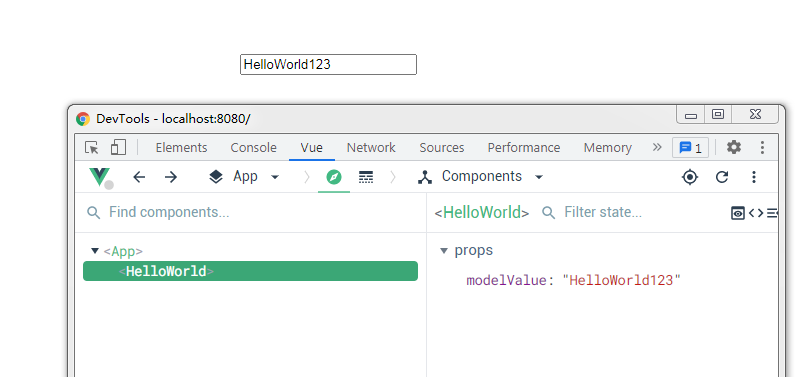 HelloWorld123
DevTools - localhost:8080/
Elements Console Vue Network Sources Performance Memory » 1
App Components
Find components... <HelloWorld> Filter state...
<App> props
<HelloWorld> modelValue: "HelloWorld123"